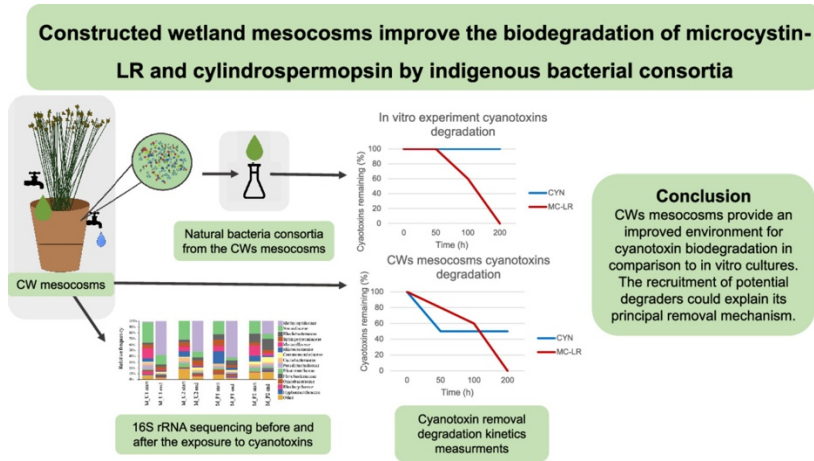 Constructed wetland mesocosms improve the biodegradation of microcystin-
LR and cylindrospermopsin by indigenous bacterial consortia
In vitro experiment cyanotoxins
degradation
Cyaotoxins remaining (%)
100
80
60
40
20
0
0
50
100
200
Time (h)
CYN
MC-LR
Natural bacteria consortia
from the CWs mesocosms
CW mesocosms
CWs mesocosms cyanotoxins
degradation
Cyaotoxins remaining (%)
100
80
60
40
20
0
0
50
100
200
Time (h)
CYN
MC-LR
Other
16S rRNA sequencing before and
after the exposure to cyanotoxins
Cyanotoxin removal
degradation kinetics
measurments
Conclusion
CWs mesocosms provide an
improved environment for
cyanotoxin biodegradation in
comparison to in vitro cultures.
The recruitment of potential
degraders could explain its
principal removal mechanism.